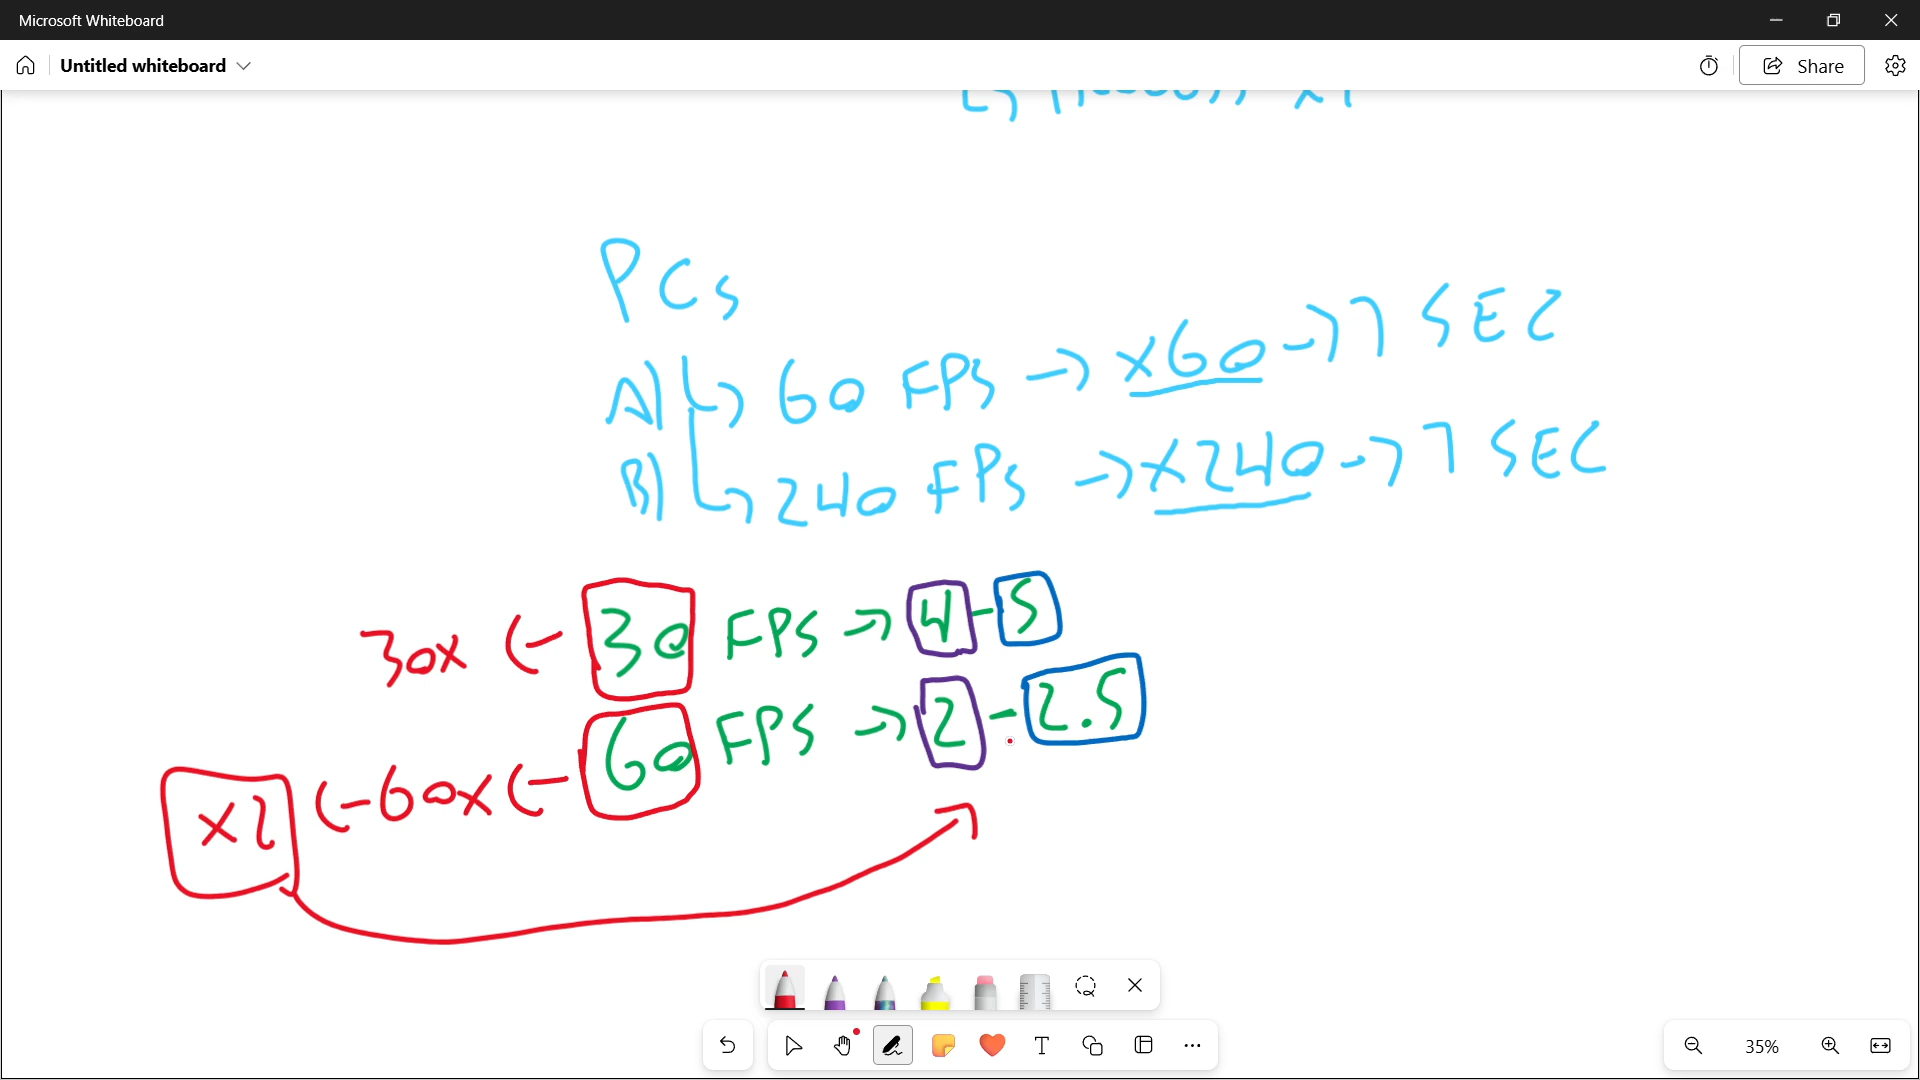 Microsoft Whiteboard
Untitled whiteboard
Share
PCs
A) 60 FPS → x60 → 7 SEC
B) 240 FPS → x240 → 7 SEC
30x ← 30 FPS → 4 - 5
x2 ← 60x ← 60 FPS → 2 - 2.5
35%